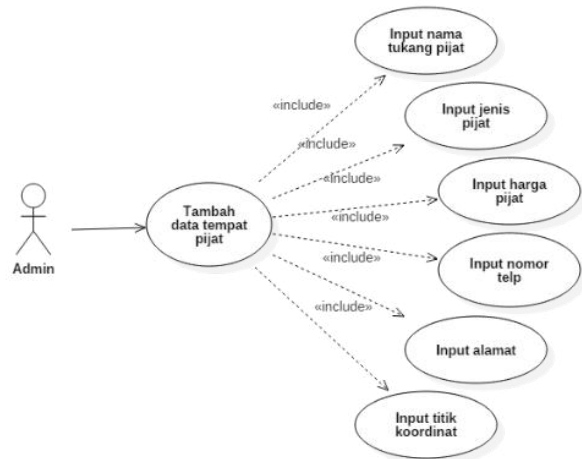 Input nama
tukang pijat
«include»
Input jenis
pijat
«include»
Input harga
pijat
«include»
Tambah
data tempat
pijat
Admin
Input nomor
telp
«include»
Input alamat
«include»
Input titik
koordinat